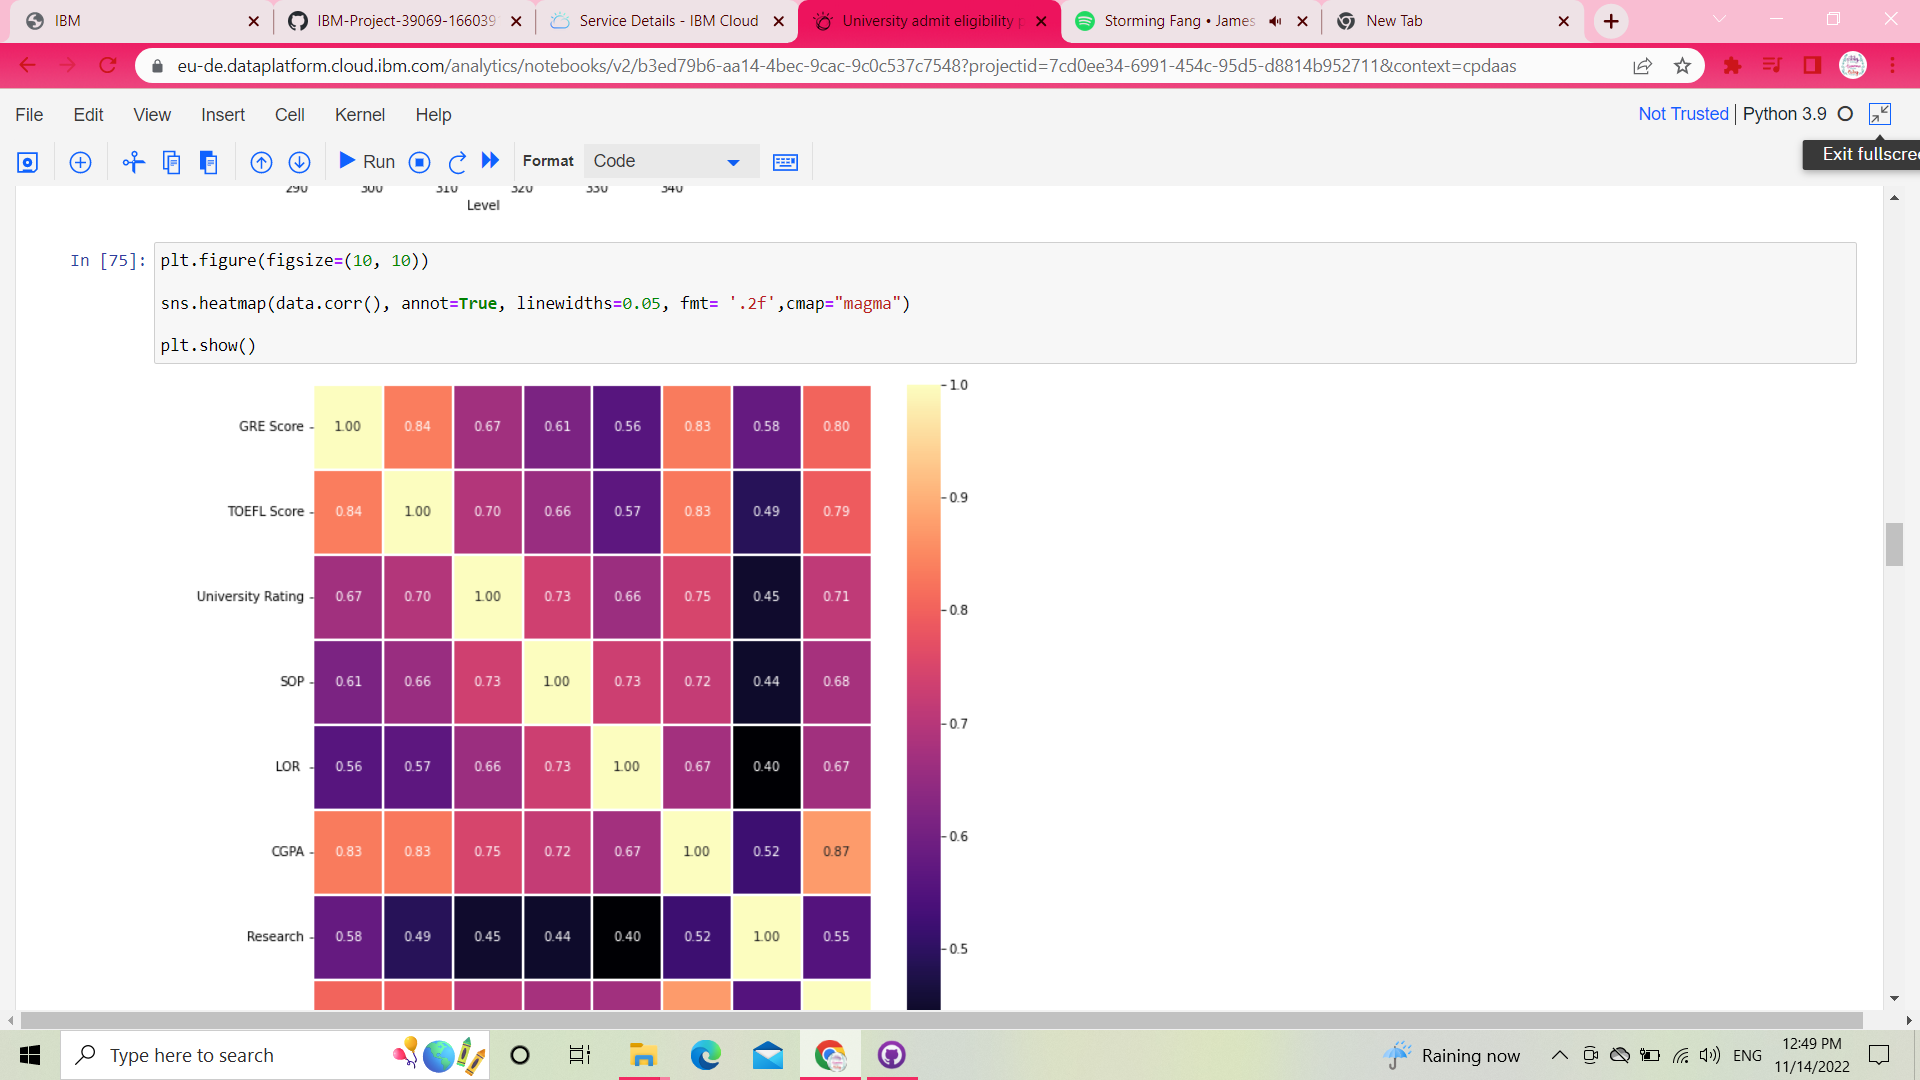 IBM
IBM-Project-39069-166039
Service Details - IBM Cloud
University admit eligibility p
Storming Fang • James
New Tab
eu-de.dataplatform.cloud.ibm.com/analytics/notebooks/v2/b3ed79b6-aa14-4bec-9cac-9c0c537c7548?projectid=7cd0ee34-6991-454c-95d5-d8814b952711&context=cpdaas
File Edit View Insert Cell Kernel Help
Not Trusted Python 3.9
Run Format Code
Exit fullscree
290 300 310 320 330 340
Level
In [75]: plt.figure(figsize=(10, 10))
sns.heatmap(data.corr(), annot=True, linewidths=0.05, fmt= '.2f',cmap="magma")
plt.show()
1.0
GRE Score 1.00 0.84 0.67 0.61 0.56 0.83 0.58 0.80
0.9
TOEFL Score 0.84 1.00 0.70 0.66 0.57 0.83 0.49 0.79
University Rating 0.67 0.70 1.00 0.73 0.66 0.75 0.45 0.71
0.8
SOP 0.61 0.66 0.73 1.00 0.73 0.72 0.44 0.68
0.7
LOR 0.56 0.57 0.66 0.73 1.00 0.67 0.40 0.67
0.6
CGPA 0.83 0.83 0.75 0.72 0.67 1.00 0.52 0.87
Research 0.58 0.49 0.45 0.44 0.40 0.52 1.00 0.55
0.5
Type here to search
Raining now
ENG
12:49 PM
11/14/2022